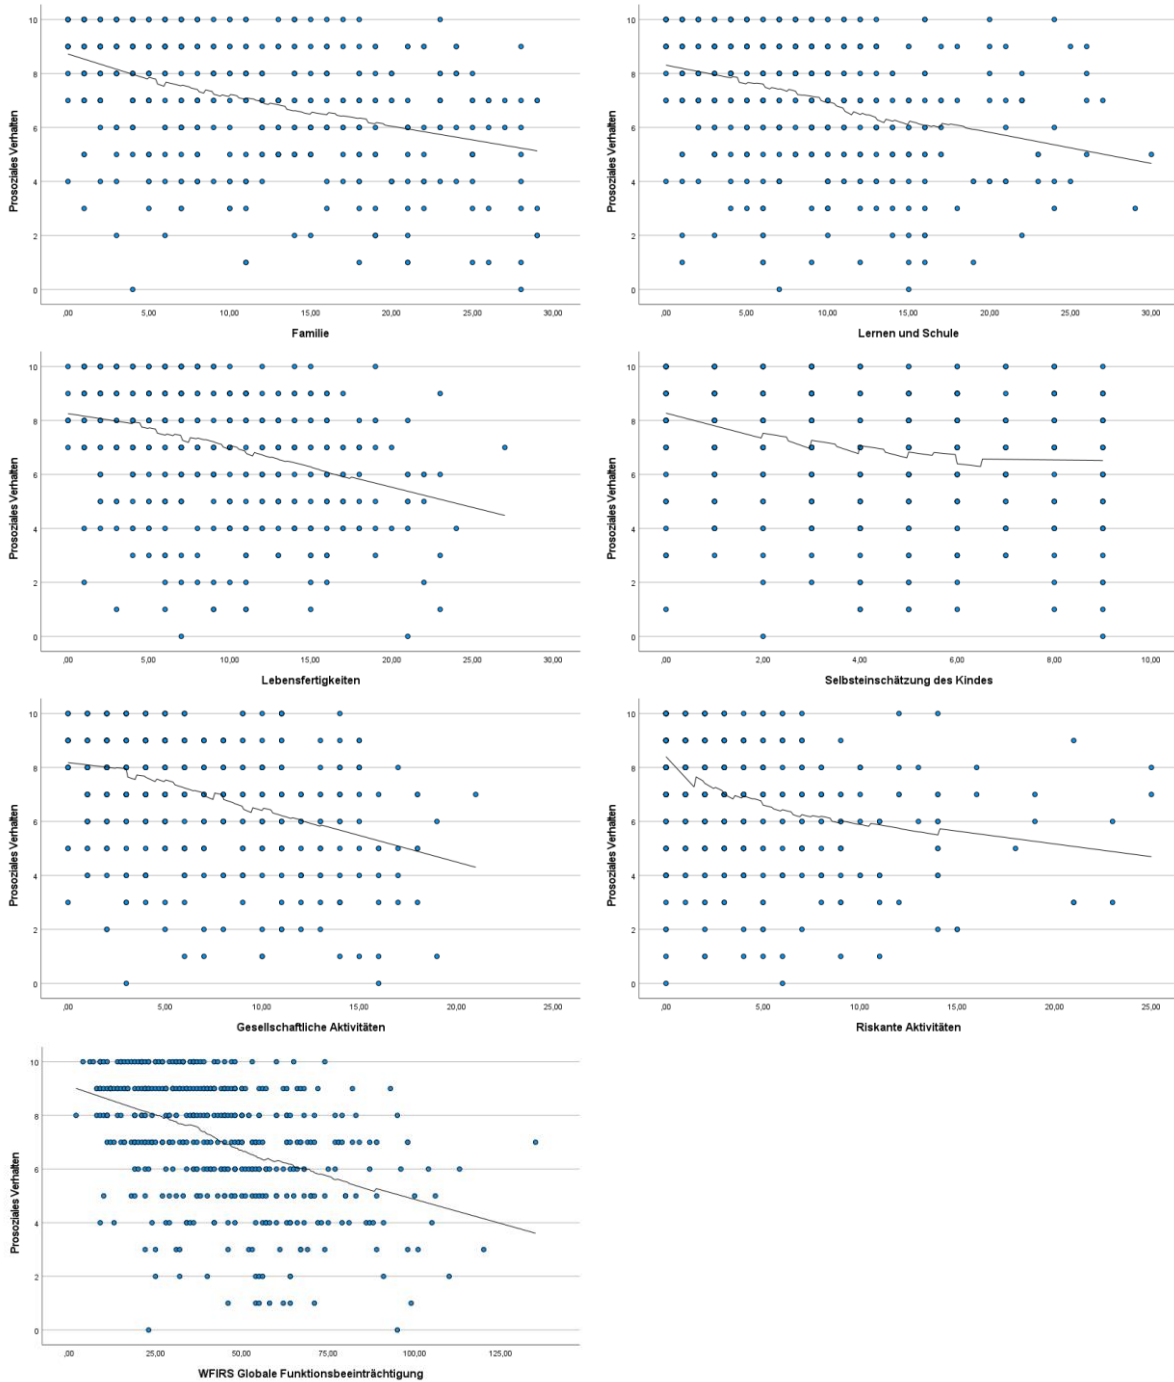 Prosoziales Verhalten
10
8
6
4
2
0
,00 5,00 10,00 15,00 20,00 25,00 30,00
Familie
Prosoziales Verhalten
10
8
6
4
2
0
,00 5,00 10,00 15,00 20,00 25,00 30,00
Lernen und Schule
Prosoziales Verhalten
10
8
6
4
2
0
,00 5,00 10,00 15,00 20,00 25,00 30,00
Lebensfertigkeiten
Prosoziales Verhalten
10
8
6
4
2
0
,00 2,00 4,00 6,00 8,00 10,00
Selbsteinschätzung des Kindes
Prosoziales Verhalten
10
8
6
4
2
0
,00 5,00 10,00 15,00 20,00 25,00
Gesellschaftliche Aktivitäten
Prosoziales Verhalten
10
8
6
4
2
0
,00 5,00 10,00 15,00 20,00 25,00
Riskante Aktivitäten
Prosoziales Verhalten
10
8
6
4
2
0
,00 25,00 50,00 75,00 100,00 125,00
WFIRS Globale Funktionsbeeinträchtigung